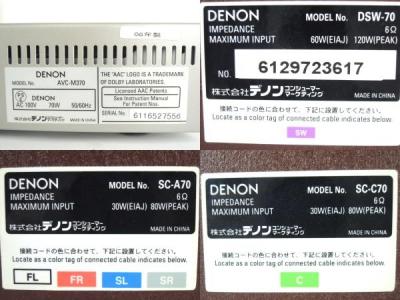 06年製
DENON
MODEL No. AVC-M370
AC 100V 70W 50/60Hz
株式会社デノン
MADE IN CHINA
THE "AAC" LOGO IS A TRADEMARK
OF DOLBY LABORATORIES.
Licensed AAC Patents
See Instruction Manual
For Patent Nos.
SERIAL No. 6116527556
DENON MODEL No. DSW-70
IMPEDANCE 6Ω
MAXIMUM INPUT 60W(EIAJ) 120W(PEAK)
NO. 6129723617
株式会社デノン コンシューマー マーケティング MADE IN CHINA
接続コードの色に合わせて、下記に設置してください。
Locate as a color tag of connected cable indicates below.
SW
DENON MODEL No. SC-A70
IMPEDANCE 6Ω
MAXIMUM INPUT 30W(EIAJ) 80W(PEAK)
株式会社デノン コンシューマー マーケティング MADE IN CHINA
接続コードの色に合わせて、下記に設置してください。
Locate as a color tag of connected cable indicates below.
FL FR SL SR
DENON MODEL No. SC-C70
IMPEDANCE 6Ω
MAXIMUM INPUT 30W(EIAJ) 80W(PEAK)
株式会社デノン コンシューマー マーケティング MADE IN CHINA
接続コードの色に合わせて、下記に設置してください。
Locate as a color tag of connected cable indicates below.
C